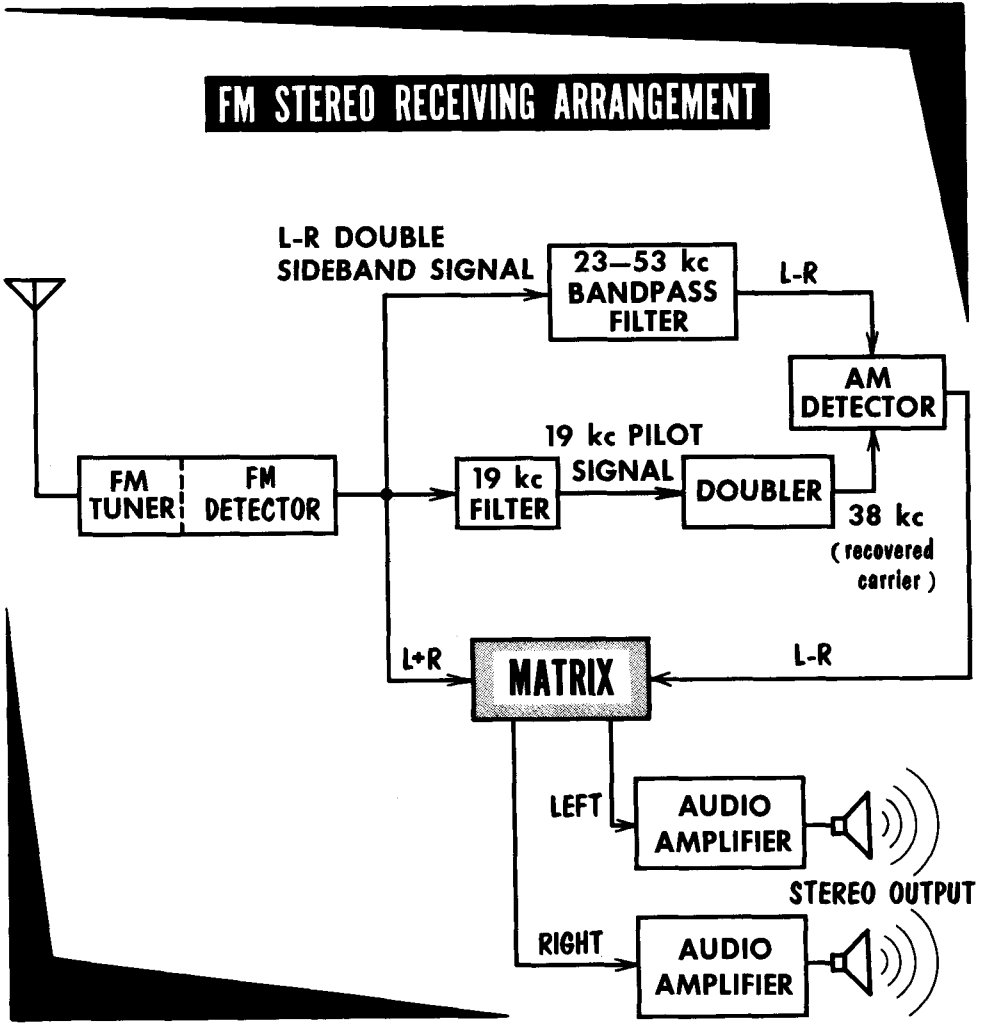 FM STEREO RECEIVING ARRANGEMENT
L-R DOUBLE
SIDEBAND SIGNAL
23–53 kc
BANDPASS
FILTER
L-R
AM
DETECTOR
19 kc PILOT
SIGNAL
FM
TUNER
FM
DETECTOR
19 kc
FILTER
DOUBLER
38 kc
(recovered
carrier)
L+R
MATRIX
L-R
LEFT
AUDIO
AMPLIFIER
STEREO OUTPUT
RIGHT
AUDIO
AMPLIFIER